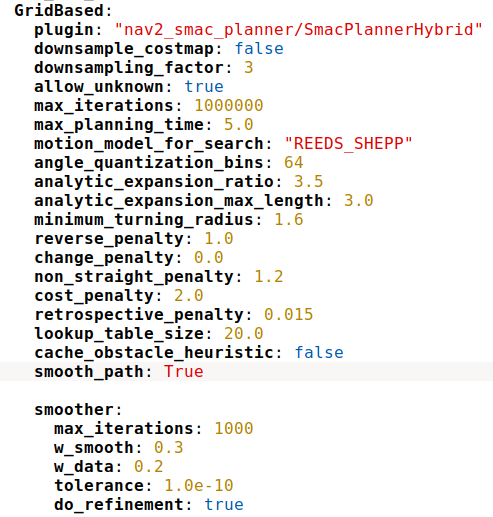 GridBased:
plugin: "nav2_smac_planner/SmacPlannerHybrid"
downsample_costmap: false
downsampling_factor: 3
allow_unknown: true
max_iterations: 1000000
max_planning_time: 5.0
motion_model_for_search: "REEDS_SHEPP"
angle_quantization_bins: 64
analytic_expansion_ratio: 3.5
analytic_expansion_max_length: 3.0
minimum_turning_radius: 1.6
reverse_penalty: 1.0
change_penalty: 0.0
non_straight_penalty: 1.2
cost_penalty: 2.0
retrospective_penalty: 0.015
lookup_table_size: 20.0
cache_obstacle_heuristic: false
smooth_path: True
smoother:
max_iterations: 1000
w_smooth: 0.3
w_data: 0.2
tolerance: 1.0e-10
do_refinement: true